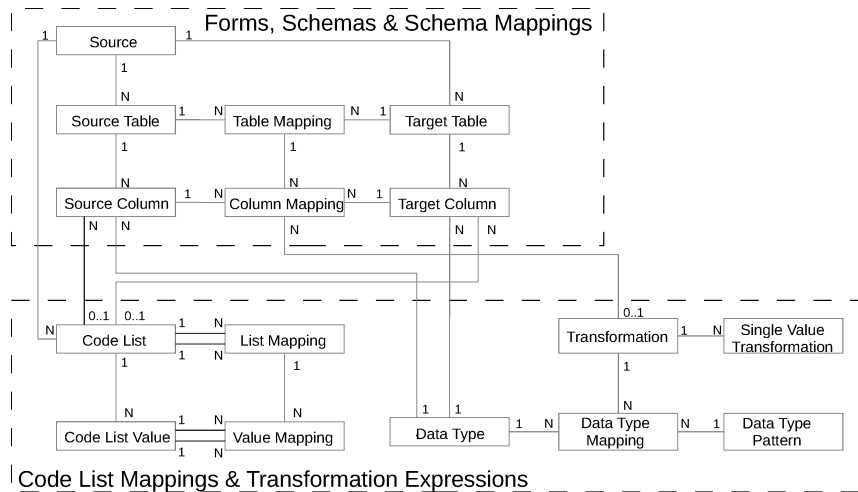 Forms, Schemas & Schema Mappings
1 Source 1
1
N N
Source Table 1 N Table Mapping N 1 Target Table
1 1 1
N N N
Source Column 1 N Column Mapping N 1 Target Column
N N N N N
0..1 0..1 0..1
N Code List 1 N List Mapping Transformation 1 N Single Value
Transformation
1 N
1 1 1
N N 1 1 N
Code List Value 1 N Value Mapping Data Type 1 N Data Type
Mapping N 1 Data Type
Pattern
1 N
Code List Mappings & Transformation Expressions